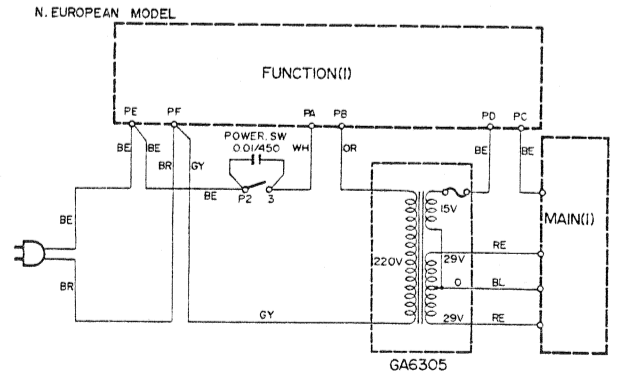 N. EUROPEAN MODEL
FUNCTION(1)
PE
PF
PA
PB
PD
PC
POWER. SW
0.01/450
BE
BE
BR
GY
WH
OR
BE
BE
BE
P2
3
15V
MAIN(1)
BE
RE
220V
29V
O
BL
BR
GY
29V
RE
GA6305